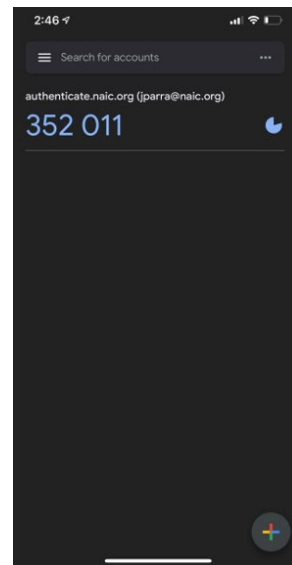 2:46
Search for accounts
authenticate.naic.org (jparra@naic.org)
352 011